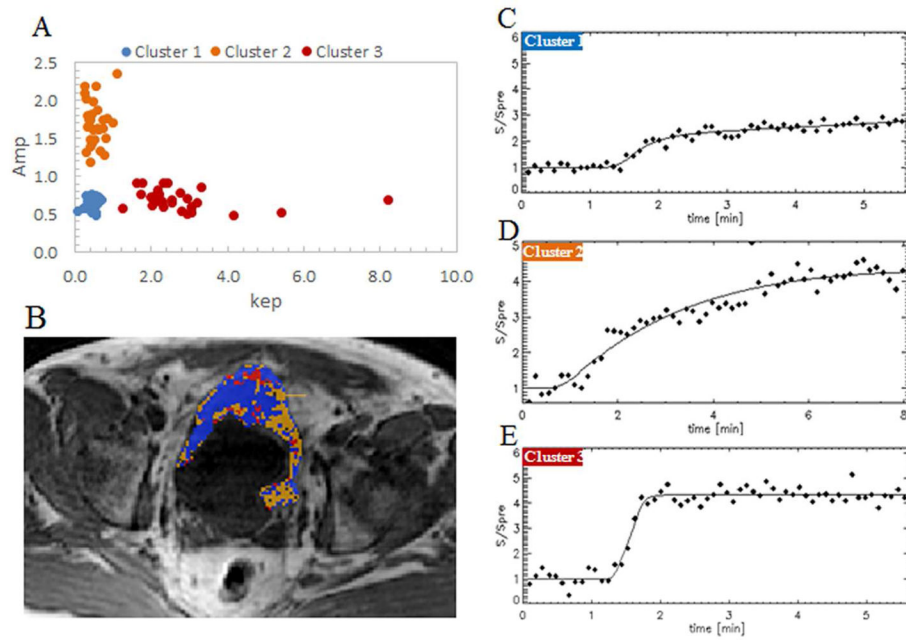 A
Cluster 1 Cluster 2 Cluster 3
2.5
2.0
1.5
1.0
0.5
0.0
Amp
0.0 2.0 4.0 6.0 8.0 10.0
kep
B
C
Cluster 1
6
5
4
3
2
1
0
S/Spre
0 1 2 3 4 5
time [min]
D
Cluster 2
5
4
3
2
1
S/Spre
0 2 4 6 8
time [min]
E
Cluster 3
6
5
4
3
2
1
0
S/Spre
0 1 2 3 4 5
time [min]